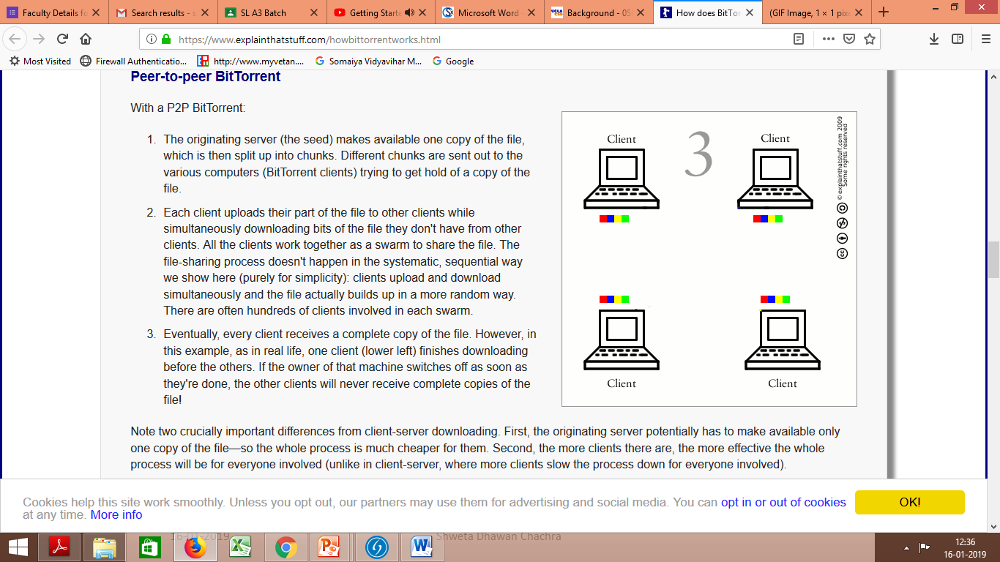 Faculty Details fo
Search results - s
SL A3 Batch
Getting Starte
Microsoft Word
Background - 05l
How does BitTor
(GIF Image, 1 × 1 pixe
https://www.explainthatstuff.com/howbittorrentworks.html
Most Visited
Firewall Authenticatio...
http://www.myvetan....
Somaiya Vidyavihar M...
Google
Peer-to-peer BitTorrent
With a P2P BitTorrent:
1. The originating server (the seed) makes available one copy of the file,
which is then split up into chunks. Different chunks are sent out to the
various computers (BitTorrent clients) trying to get hold of a copy of the
file.
2. Each client uploads their part of the file to other clients while
simultaneously downloading bits of the file they don't have from other
clients. All the clients work together as a swarm to share the file. The
file-sharing process doesn't happen in the systematic, sequential way
we show here (purely for simplicity): clients upload and download
simultaneously and the file actually builds up in a more random way.
There are often hundreds of clients involved in each swarm.
3. Eventually, every client receives a complete copy of the file. However, in
this example, as in real life, one client (lower left) finishes downloading
before the others. If the owner of that machine switches off as soon as
they're done, the other clients will never receive complete copies of the
file!
Client
3
Client
© explainthatstuff.com 2009
Some rights reserved
cc
Client
Client
Note two crucially important differences from client-server downloading. First, the originating server potentially has to make available only
one copy of the file—so the whole process is much cheaper for them. Second, the more clients there are, the more effective the whole
process will be for everyone involved (unlike in client-server, where more clients slow the process down for everyone involved).
Cookies help this site work smoothly. Unless you opt out, our partners may use them for advertising and social media. You can opt in or out of cookies
at any time. More info
OK!
16-01-2019
Shweta Dhawan Chachra
12:36
16-01-2019